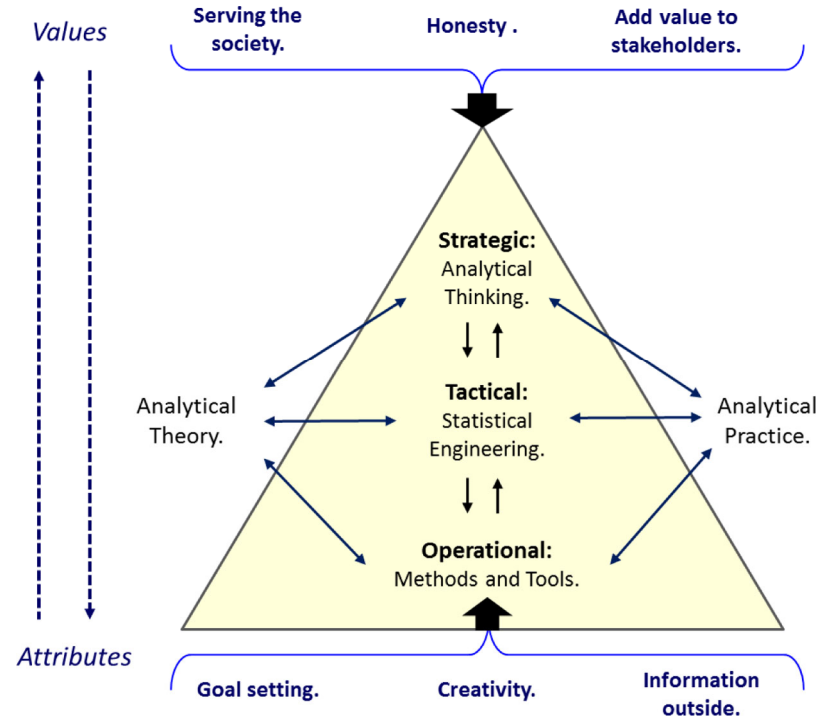 Values
Serving the
society.
Honesty .
Add value to
stakeholders.
Strategic:
Analytical
Thinking.
Analytical
Theory.
Tactical:
Statistical
Engineering.
Analytical
Practice.
Operational:
Methods and Tools.
Attributes
Goal setting.
Creativity.
Information
outside.